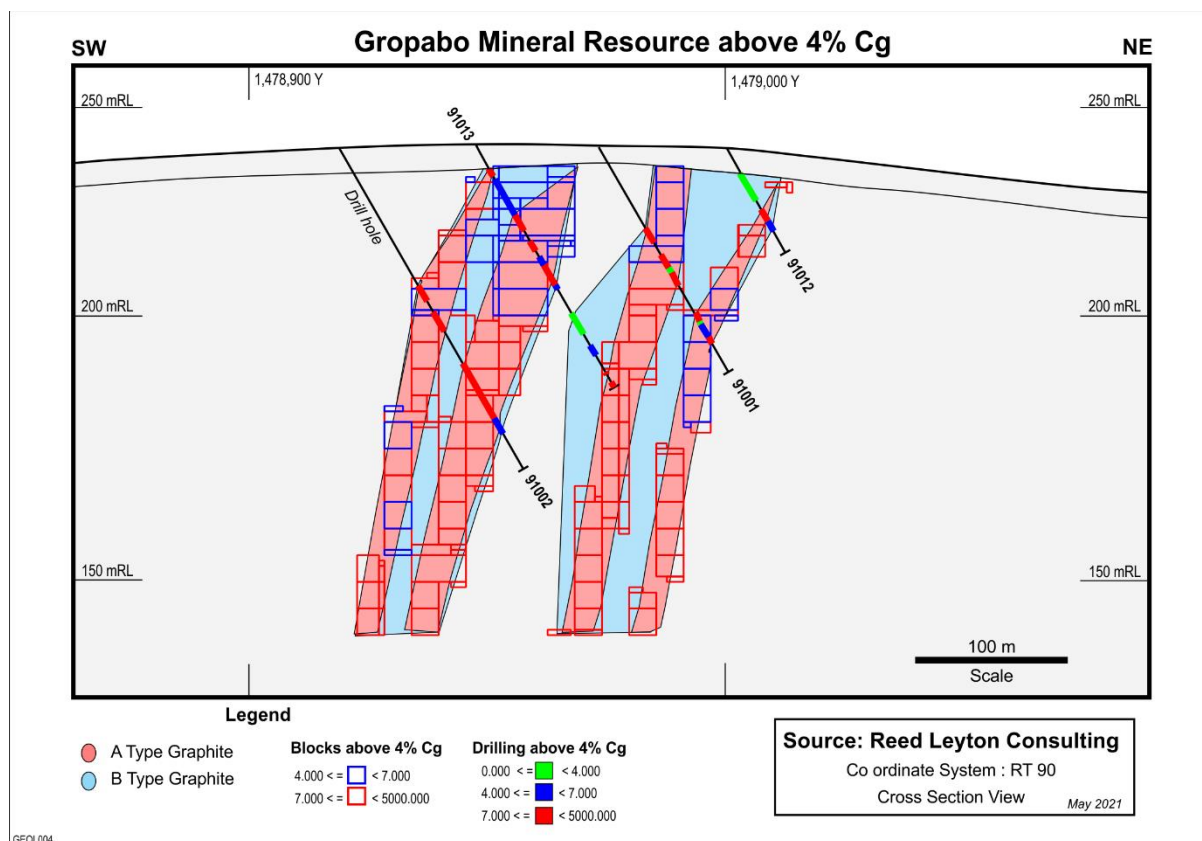 Gropabo Mineral Resource above 4% Cg
SW
NE
1,478,900 Y
1,479,000 Y
250 mRL
250 mRL
91013
Drill hole
91012
200 mRL
200 mRL
91001
91002
150 mRL
150 mRL
100 m
Scale
Legend
A Type Graphite
B Type Graphite
Blocks above 4% Cg
4.000 < = < 7.000
7.000 < = < 5000.000
Drilling above 4% Cg
0.000 < = < 4.000
4.000 < = < 7.000
7.000 < = < 5000.000
Source: Reed Leyton Consulting
Co ordinate System : RT 90
Cross Section View
May 2021
GEOL004